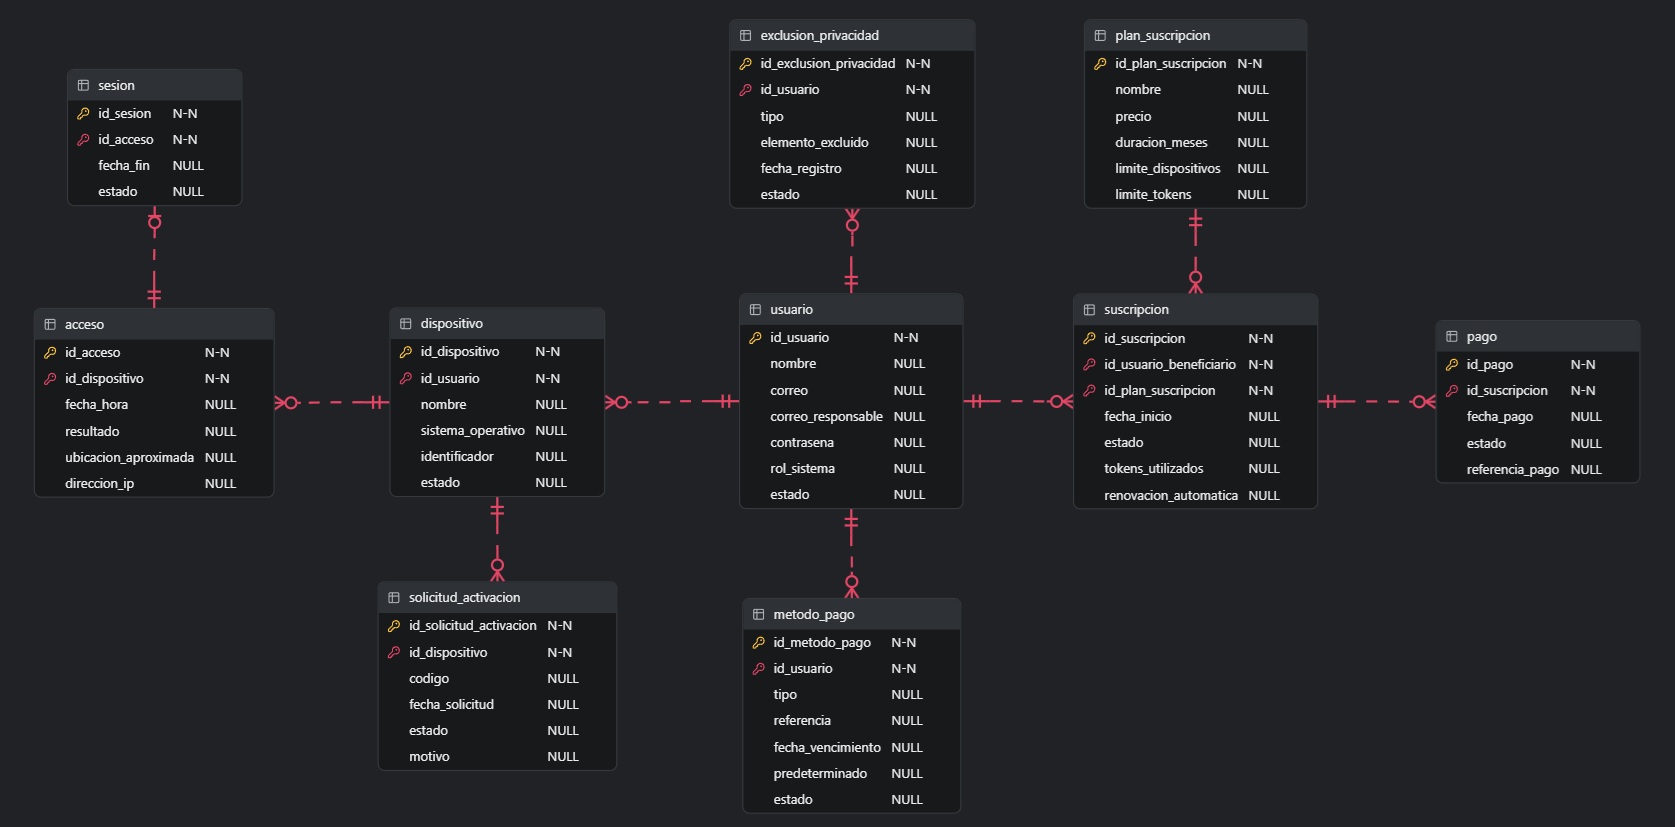 sesion
id_sesion N-N
id_acceso N-N
fecha_fin NULL
estado NULL
exclusion_privacidad
id_exclusion_privacidad N-N
id_usuario N-N
tipo NULL
elemento_excluido NULL
fecha_registro NULL
estado NULL
plan_suscripcion
id_plan_suscripcion N-N
nombre NULL
precio NULL
duracion_meses NULL
limite_dispositivos NULL
limite_tokens NULL
acceso
id_acceso N-N
id_dispositivo N-N
fecha_hora NULL
resultado NULL
ubicacion_aproximada NULL
direccion_ip NULL
dispositivo
id_dispositivo N-N
id_usuario N-N
nombre NULL
sistema_operativo NULL
identificador NULL
estado NULL
usuario
id_usuario N-N
nombre NULL
correo NULL
correo_responsable NULL
contrasena NULL
rol_sistema NULL
estado NULL
suscripcion
id_suscripcion N-N
id_usuario_beneficiario N-N
id_plan_suscripcion N-N
fecha_inicio NULL
estado NULL
tokens_utilizados NULL
renovacion_automatica NULL
pago
id_pago N-N
id_suscripcion N-N
fecha_pago NULL
estado NULL
referencia_pago NULL
solicitud_activacion
id_solicitud_activacion N-N
id_dispositivo N-N
codigo NULL
fecha_solicitud NULL
estado NULL
motivo NULL
metodo_pago
id_metodo_pago N-N
id_usuario N-N
tipo NULL
referencia NULL
fecha_vencimiento NULL
predeterminado NULL
estado NULL